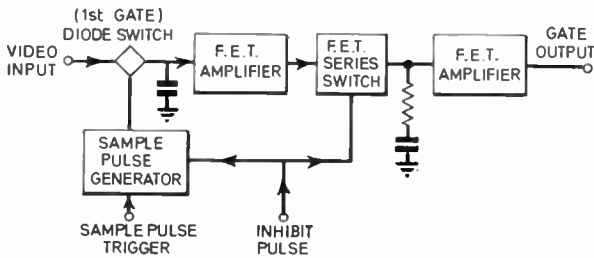 (1st GATE)
DIODE SWITCH
VIDEO
INPUT
F.E.T.
AMPLIFIER
F.E.T.
SERIES
SWITCH
F.E.T.
AMPLIFIER
GATE
OUTPUT
SAMPLE
PULSE
GENERATOR
SAMPLE PULSE
TRIGGER
INHIBIT
PULSE